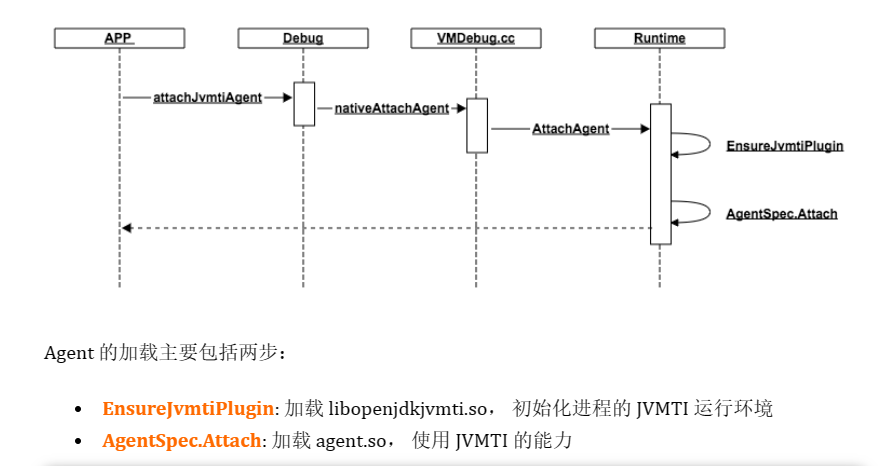 APP
Debug
VMDebug.cc
Runtime
attachJvmtiAgent
nativeAttachAgent
AttachAgent
EnsureJvmtiPlugin
AgentSpec.Attach
Agent 的加载主要包括两步：
• EnsureJvmtiPlugin: 加载 libopenjdkjvmti.so， 初始化进程的 JVMTI 运行环境
• AgentSpec.Attach: 加载 agent.so， 使用 JVMTI 的能力